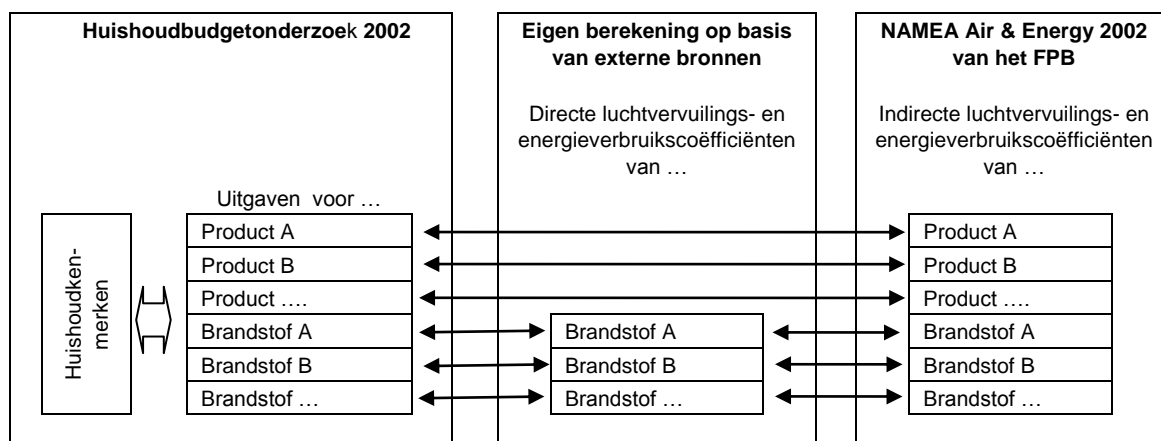 Huishoudbudgetonderzoek 2002
Uitgaven voor …
Huishoudken-
merken
Product A
Product B
Product ….
Brandstof A
Brandstof B
Brandstof …
Eigen berekening op basis
van externe bronnen
Directe luchtvervuilings- en
energieverbruikscoëfficiënten
van …
Brandstof A
Brandstof B
Brandstof …
NAMEA Air & Energy 2002
van het FPB
Indirecte luchtvervuilings- en
energieverbruikscoëfficiënten
van …
Product A
Product B
Product ….
Brandstof A
Brandstof B
Brandstof …